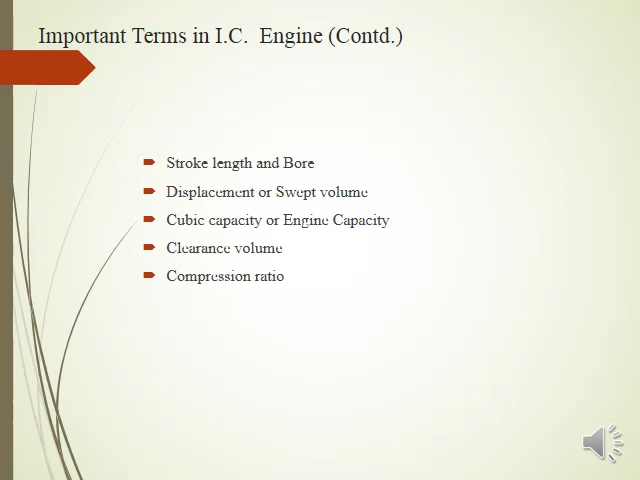 Important Terms in I.C. Engine (Contd.)
Stroke length and Bore
Displacement or Swept volume
Cubic capacity or Engine Capacity
Clearance volume
Compression ratio